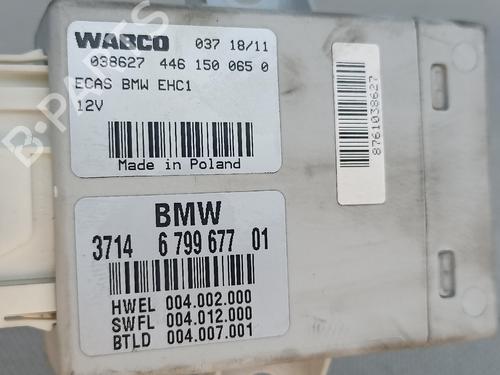 WABCO 037 18/11
038627 446 150 065 0
ECAS BMW EHC1
12V
Made in Poland
8761038627
BMW
3714 6 799 677 01
HWEL 004.002.000
SWFL 004.012.000
BTLD 004.007.001
B-PARTS